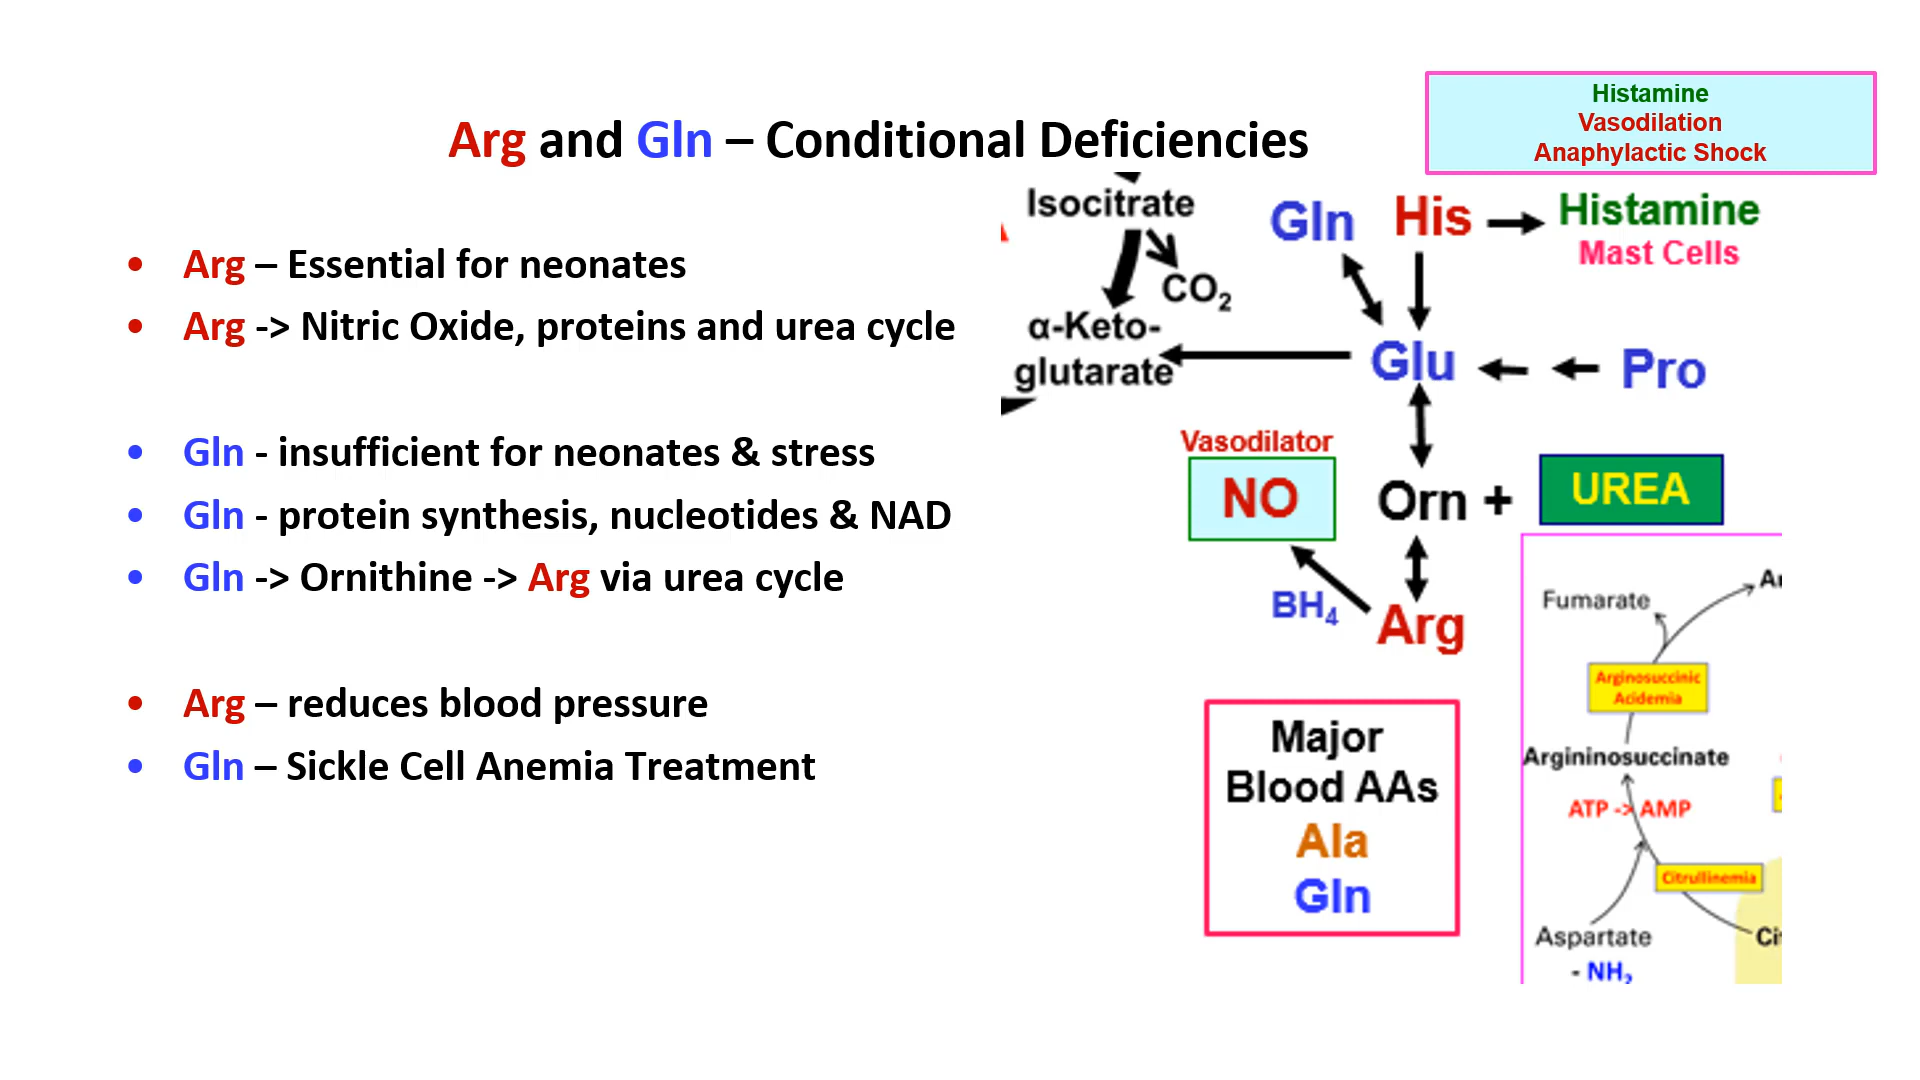 Histamine
Vasodilation
Anaphylactic Shock
Arg and Gln – Conditional Deficiencies
• Arg – Essential for neonates
• Arg -> Nitric Oxide, proteins and urea cycle
• Gln - insufficient for neonates & stress
• Gln - protein synthesis, nucleotides & NAD
• Gln -> Ornithine -> Arg via urea cycle
• Arg – reduces blood pressure
• Gln – Sickle Cell Anemia Treatment
Isocitrate
CO₂
α-Keto-
glutarate
Gln
His
Histamine
Mast Cells
Glu
Pro
Vasodilator
NO
Orn +
UREA
BH₄
Arg
Major
Blood AAs
Ala
Gln
Fumarate
Arginosuccinic
Acidemia
Argininosuccinate
ATP -> AMP
Citrullinemia
Aspartate
- NH₂